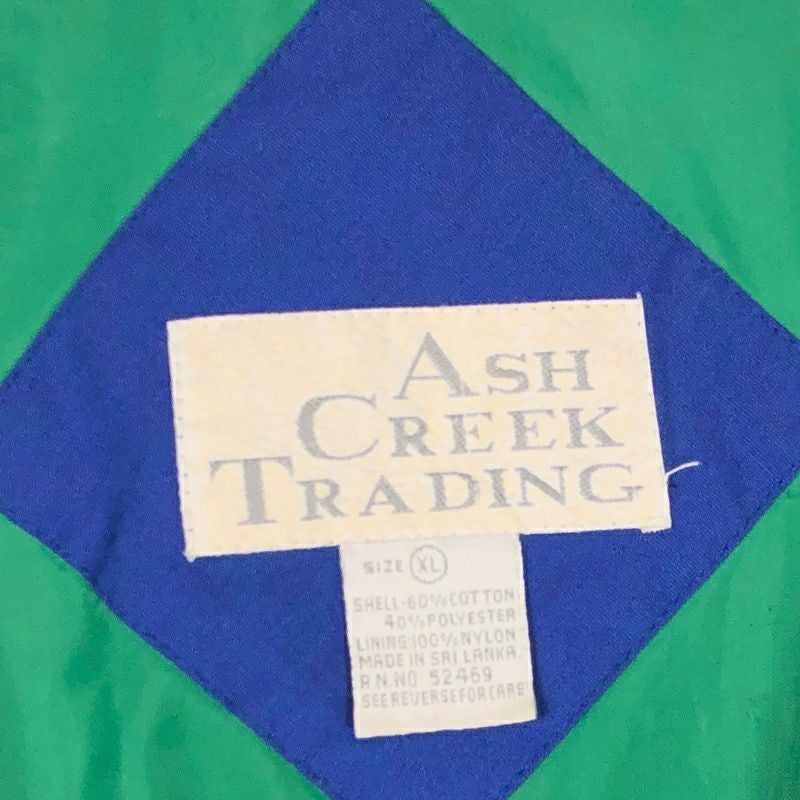 ASH
CREEK
TRADING
SIZE XL
SHELL:60%COTTON
40%POLYESTER
LINING:100%NYLON
MADE IN SRI LANKA
R.N.NO 52469
SEE REVERSE FOR CARE